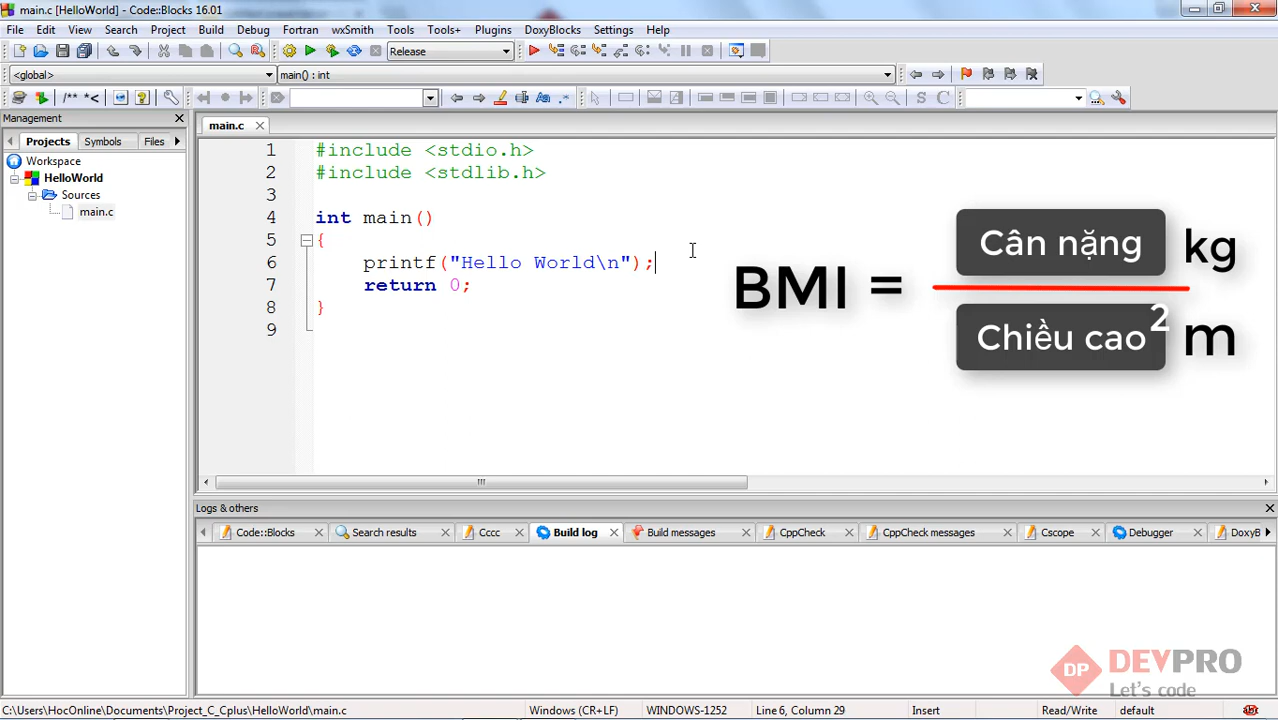 main.c [HelloWorld] - Code::Blocks 16.01
File Edit View Search Project Build Debug Fortran wxSmith Tools Tools+ Plugins DoxyBlocks Settings Help
Release
<global> main() : int
/** *<
S C
Management
Projects Symbols Files
Workspace
HelloWorld
Sources
main.c
main.c
1 #include <stdio.h>
2 #include <stdlib.h>
3
4 int main()
5 {
6 printf("Hello World\n");
7 return 0;
8 }
9
BMI = Cân nặng kg
Chiều cao 2 m
Logs & others
Code::Blocks Search results Cccc Build log Build messages CppCheck CppCheck messages Cscope Debugger DoxyB
DP DEVPRO
Let's code
C:\Users\HocOnline\Documents\Project_C_Cplus\HelloWorld\main.c Windows (CR+LF) WINDOWS-1252 Line 6, Column 29 Insert Read/Write default